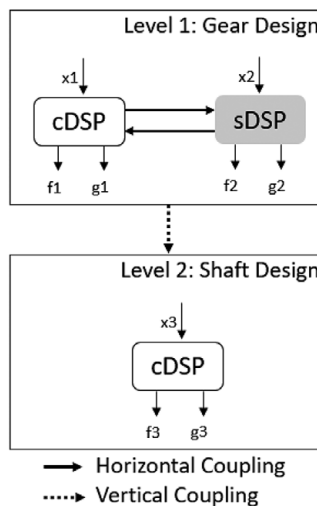 Level 1: Gear Design
x1 x2
cDSP sDSP
f1 g1 f2 g2
Level 2: Shaft Design
x3
cDSP
f3 g3
Horizontal Coupling
Vertical Coupling